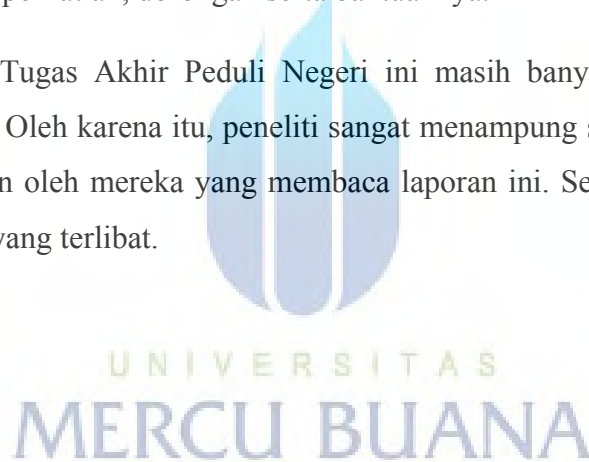 Tugas Akhir Peduli Negeri ini masih bany
Oleh karena itu, peneliti sangat menampung s
n oleh mereka yang membaca laporan ini. Se
yang terlibat.
UNIVERSITAS
MERCU BUANA